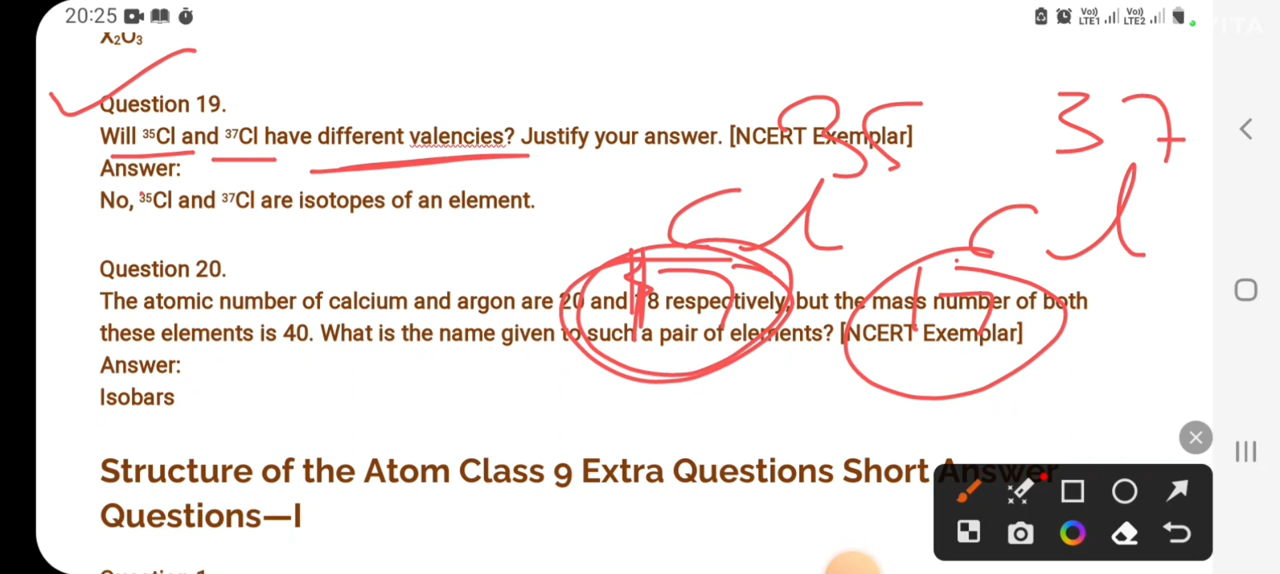 20:25 Vo)) LTE1 Vo)) LTE2
X₂O₃
Question 19.
Will ³⁵Cl and ³⁷Cl have different valencies? Justify your answer. [NCERT Exemplar]
Answer:
No, ³⁵Cl and ³⁷Cl are isotopes of an element.
35 37
Cl Cl
17 17
Question 20.
The atomic number of calcium and argon are 20 and 18 respectively, but the mass number of both
these elements is 40. What is the name given to such a pair of elements? [NCERT Exemplar]
Answer:
Isobars
Structure of the Atom Class 9 Extra Questions Short Answer
Questions—I